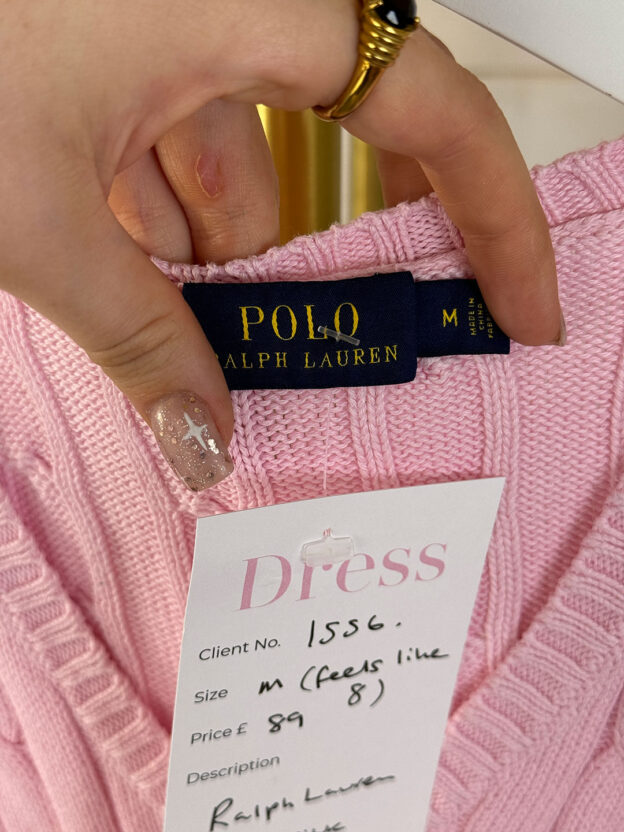 POLO
RALPH LAUREN
M
MADE IN
CHINA
Dress
Client No. 1556.
Size M (feels like
8)
Price £ 89
Description
Ralph Lauren